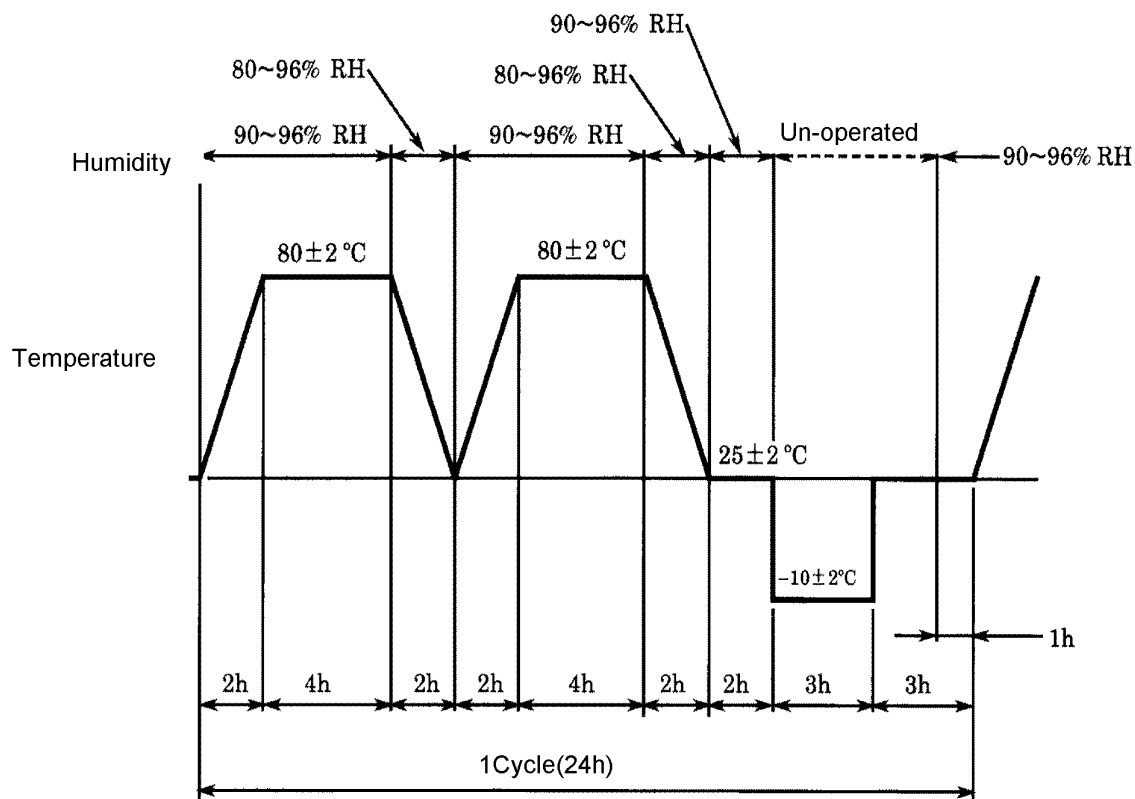 90~96% RH
80~96% RH
80~96% RH
90~96% RH
90~96% RH
Un-operated
Humidity
90~96% RH
80±2 ℃
80±2 ℃
Temperature
25±2 ℃
−10±2℃
1h
2h 4h 2h 2h 4h 2h 2h 3h 3h
1Cycle(24h)